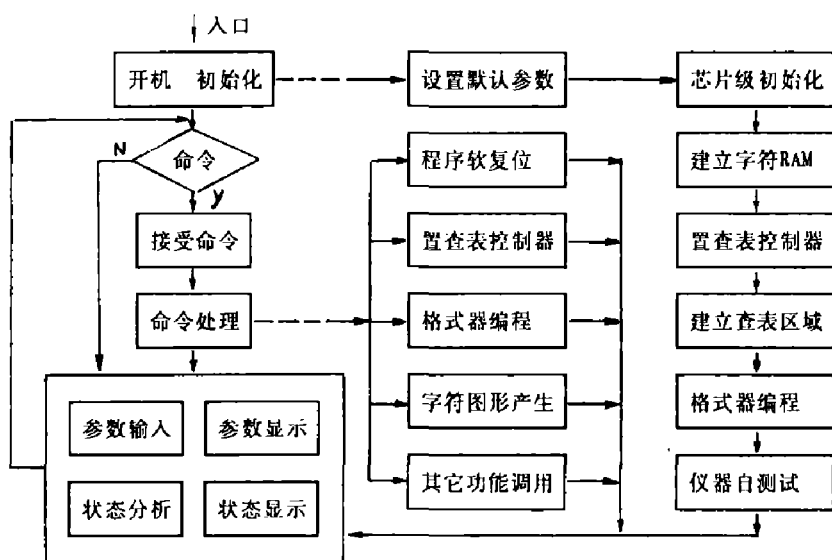 入口
开机 初始化
设置默认参数
芯片级初始化
N
命令
y
程序软复位
建立字符RAM
接受命令
置查表控制器
置查表控制器
命令处理
格式器编程
建立查表区域
参数输入
参数显示
字符图形产生
格式器编程
状态分析
状态显示
其它功能调用
仪器自测试